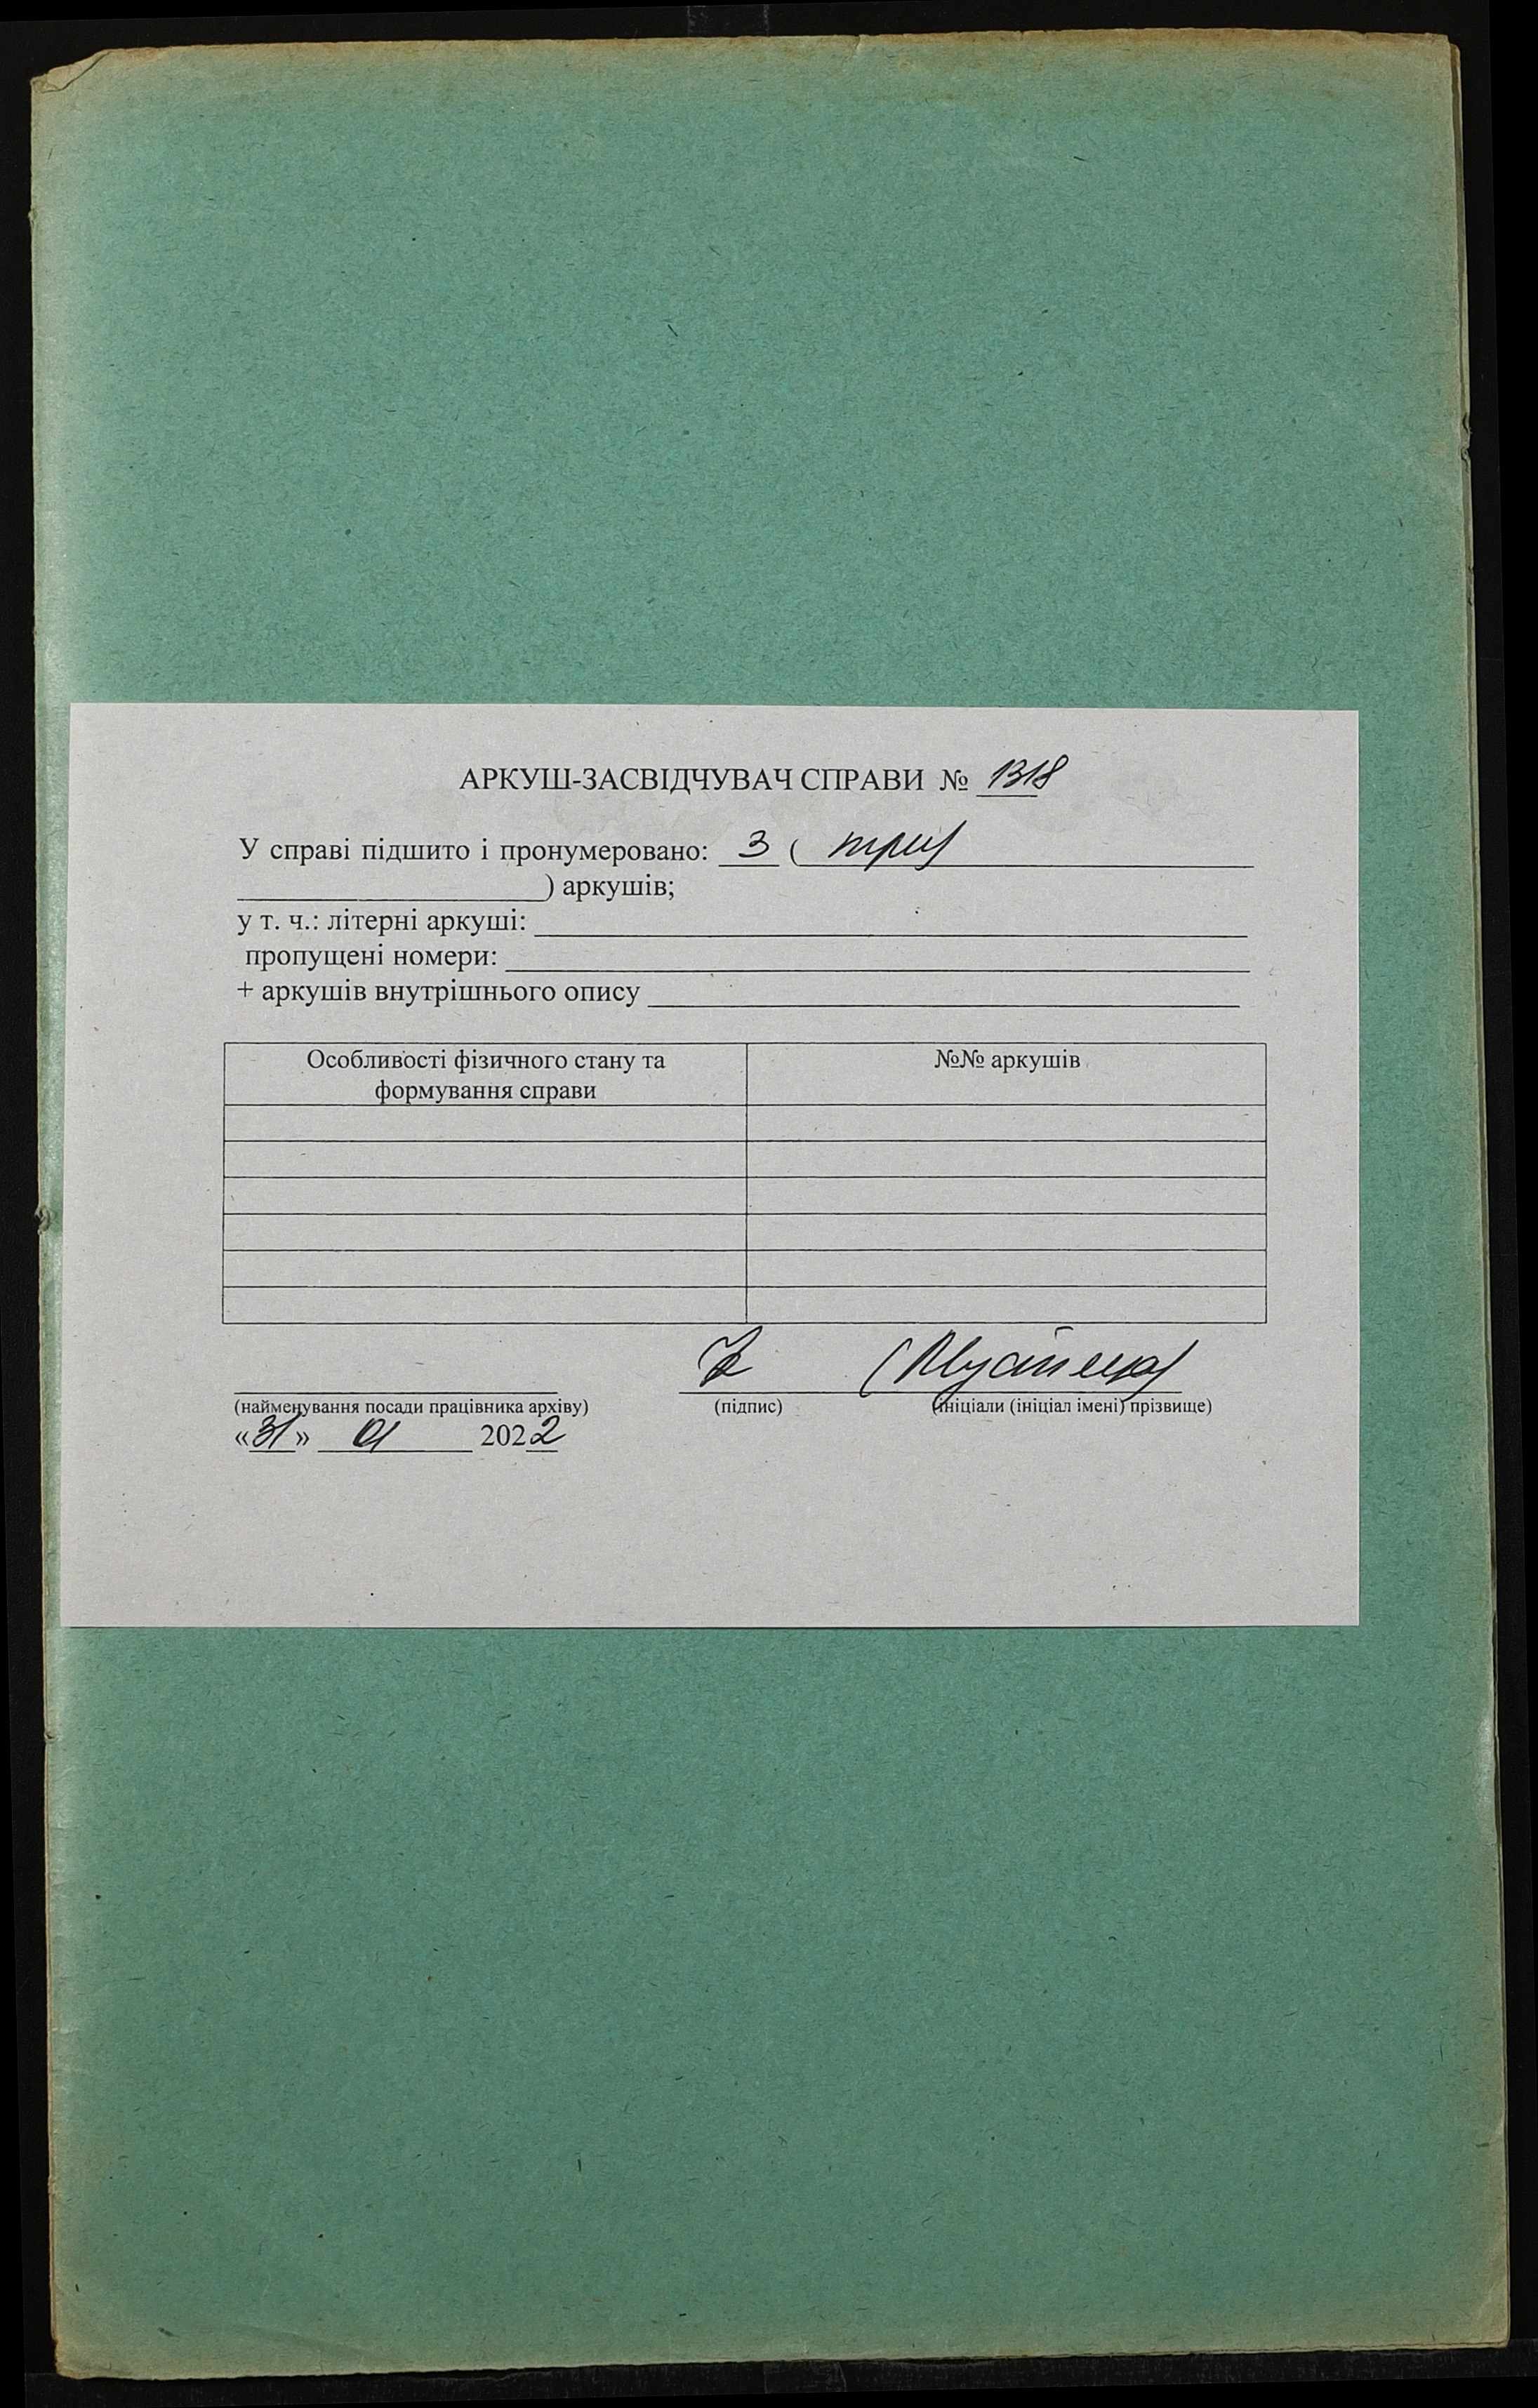 АРКУШ-ЗАСВІДЧУВАЧ СПРАВИ № 1318
У справі підшито і пронумеровано: 3 ( три)
) аркушів;
у т. ч.: літерні аркуші:
пропущені номери:
+ аркушів внутрішнього опису
Особливості фізичного стану та
формування справи
№№ аркушів
(найменування посади працівника архіву) (підпис) (ініціали (ініціал імені) прізвище)
«31» 01 2022